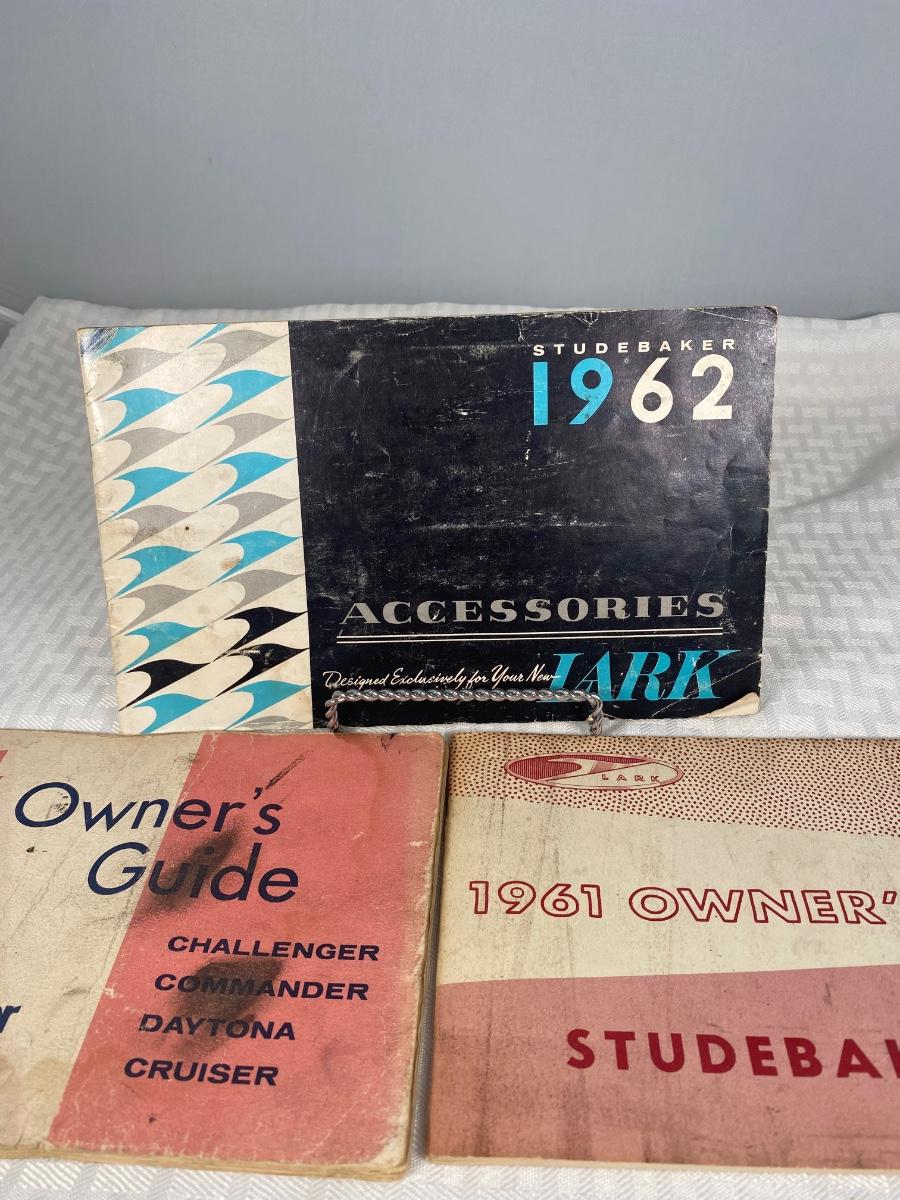 STUDEBAKER
1962
ACCESSORIES
Designed Exclusively for Your New
LARK
Owner's
Guide
CHALLENGER
COMMANDER
DAYTONA
CRUISER
LARK
1961 OWNER'
STUDEBA